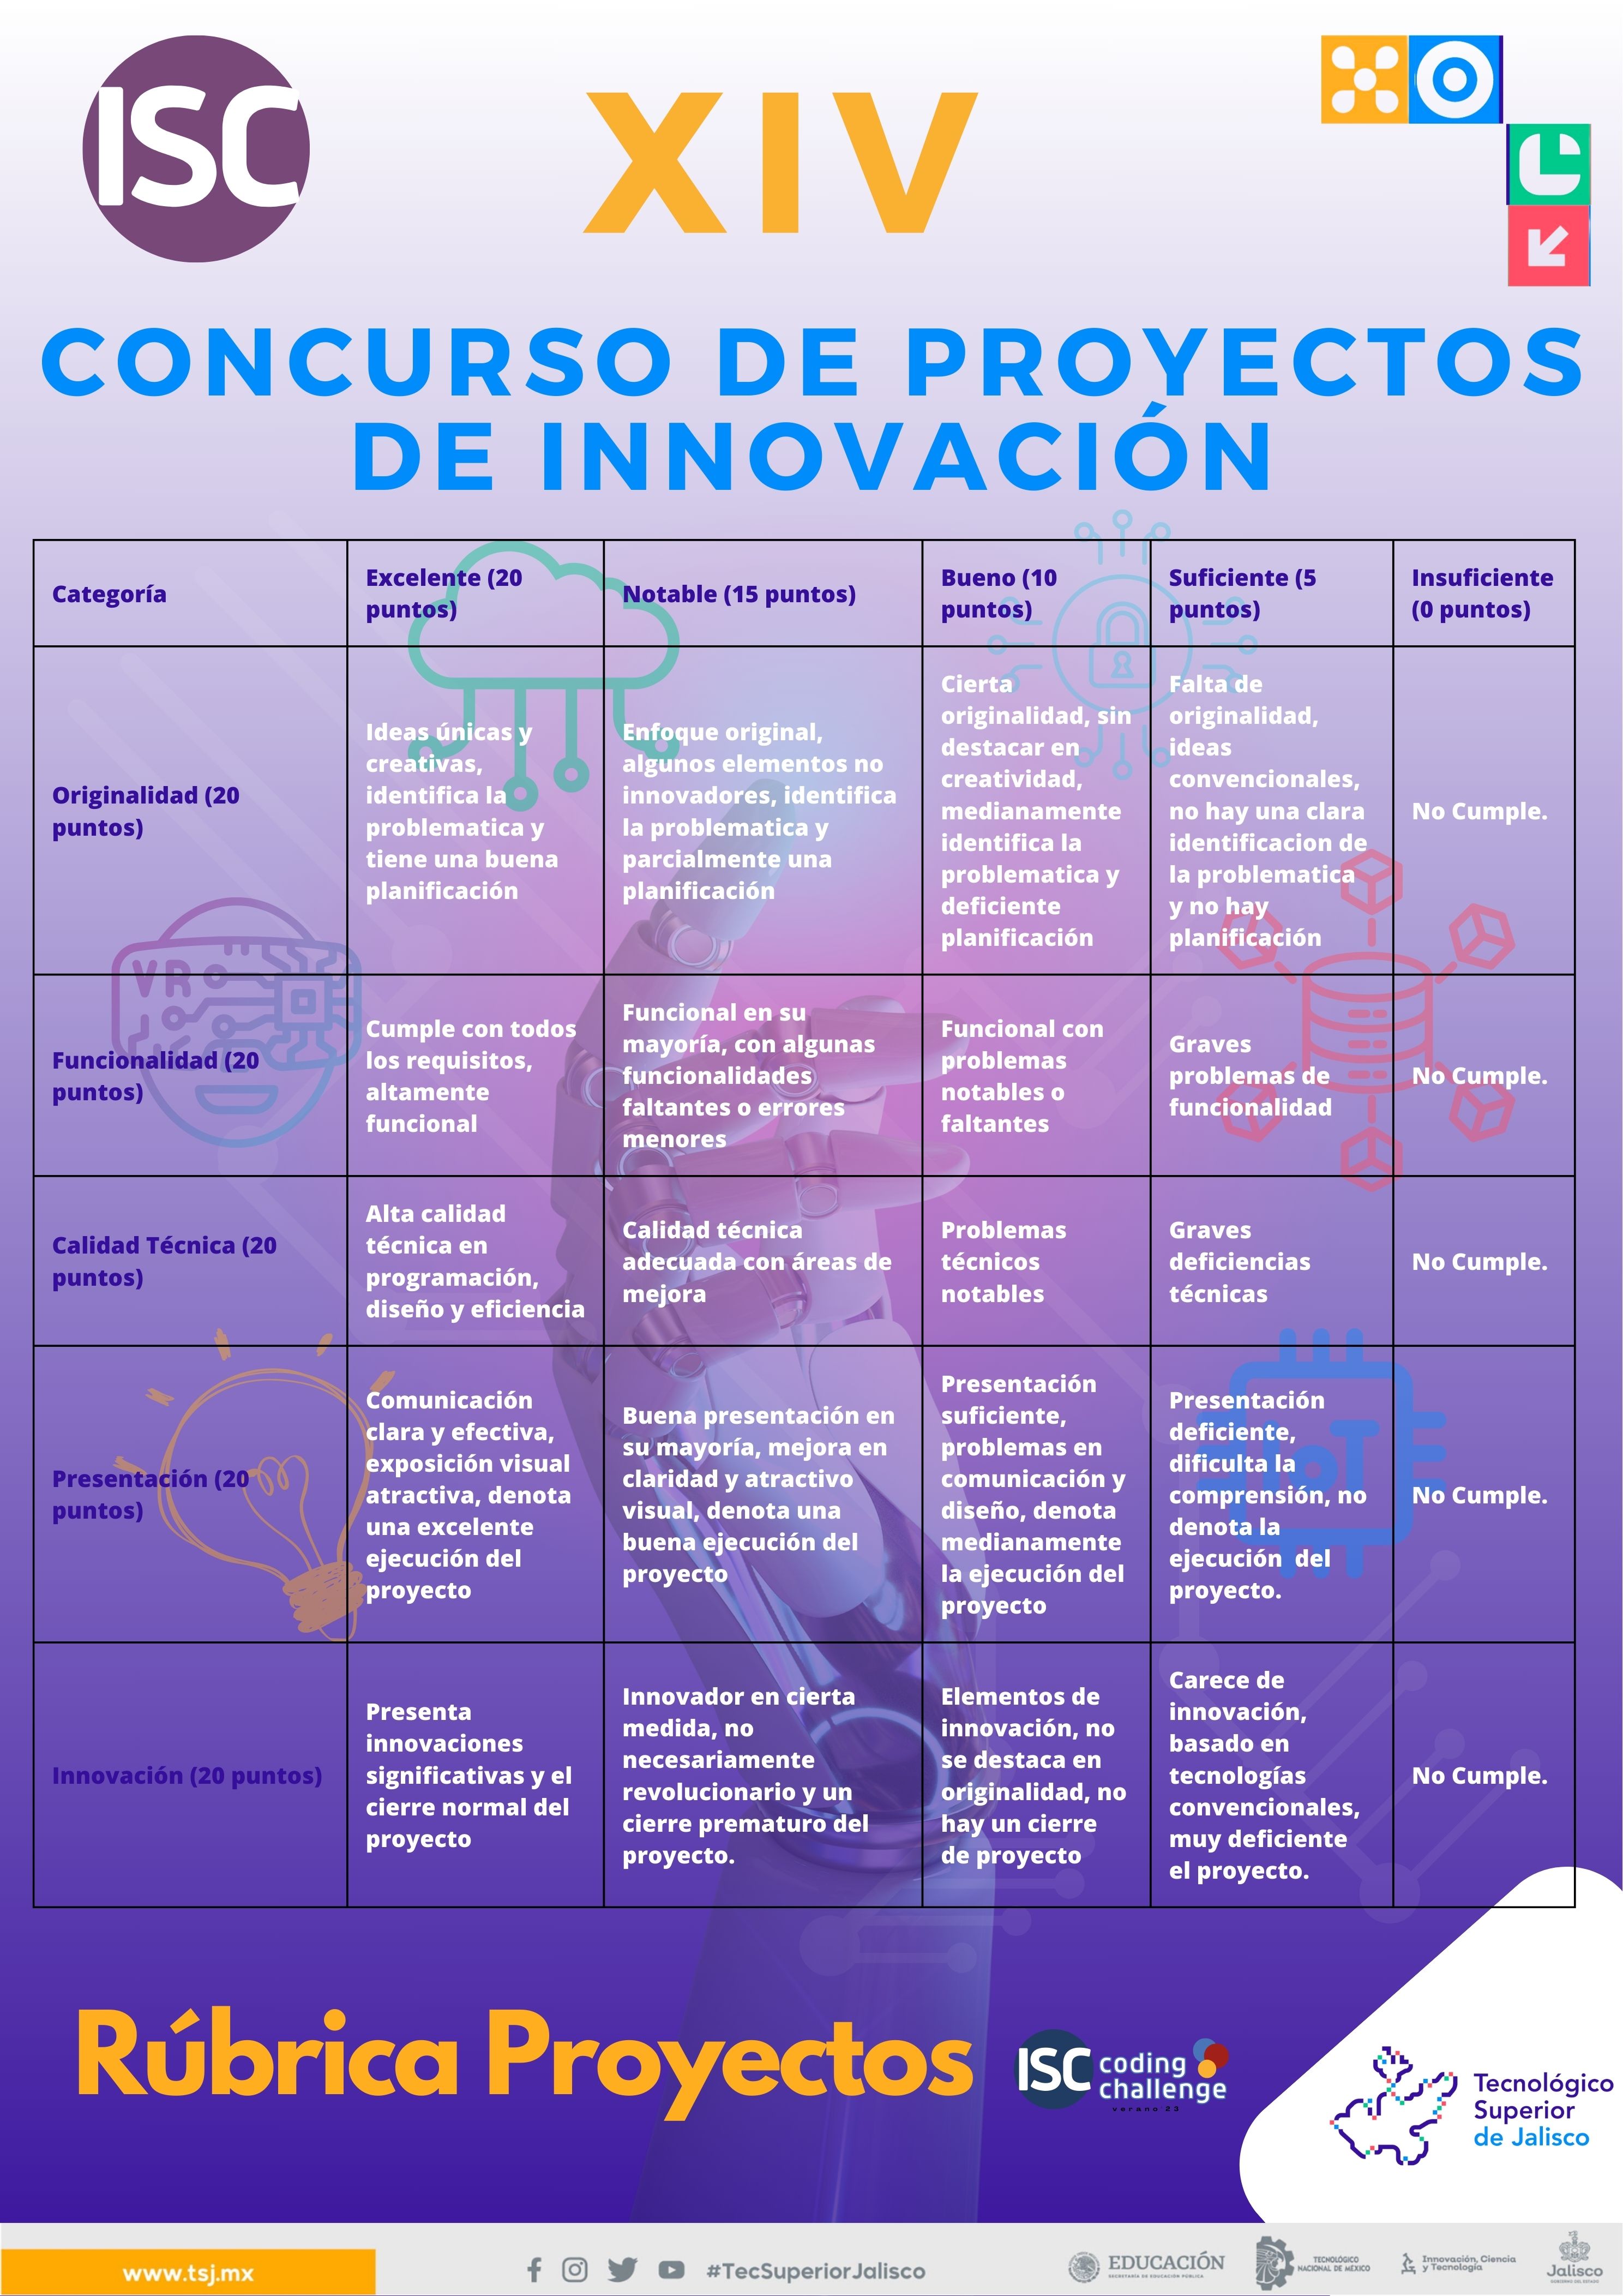 ISC
XIV
CONCURSO DE PROYECTOS
DE INNOVACIÓN
Categoría
Excelente (20
puntos)
Notable (15 puntos)
Bueno (10
puntos)
Suficiente (5
puntos)
Insuficiente
(0 puntos)
Originalidad (20
puntos)
Ideas únicas y
creativas,
identifica la
problematica y
tiene una buena
planificación
Enfoque original,
algunos elementos no
innovadores, identifica
la problematica y
parcialmente una
planificación
Cierta
originalidad, sin
destacar en
creatividad,
medianamente
identifica la
problematica y
deficiente
planificación
Falta de
originalidad,
ideas
convencionales,
no hay una clara
identificacion de
la problematica
y no hay
planificación
No Cumple.
VR
Funcionalidad (20
puntos)
Cumple con todos
los requisitos,
altamente
funcional
Funcional en su
mayoría, con algunas
funcionalidades
faltantes o errores
menores
Funcional con
problemas
notables o
faltantes
Graves
problemas de
funcionalidad
No Cumple.
Calidad Técnica (20
puntos)
Alta calidad
técnica en
programación,
diseño y eficiencia
Calidad técnica
adecuada con áreas de
mejora
Problemas
técnicos
notables
Graves
deficiencias
técnicas
No Cumple.
Presentación (20
puntos)
Comunicación
clara y efectiva,
exposición visual
atractiva, denota
una excelente
ejecución del
proyecto
Buena presentación en
su mayoría, mejora en
claridad y atractivo
visual, denota una
buena ejecución del
proyecto
Presentación
suficiente,
problemas en
comunicación y
diseño, denota
medianamente
la ejecución del
proyecto
Presentación
deficiente,
dificulta la
comprensión, no
denota la
ejecución  del
proyecto.
IoT
No Cumple.
Innovación (20 puntos)
Presenta
innovaciones
significativas y el
cierre normal del
proyecto
Innovador en cierta
medida, no
necesariamente
revolucionario y un
cierre prematuro del
proyecto.
Elementos de
innovación, no
se destaca en
originalidad, no
hay un cierre
de proyecto
Carece de
innovación,
basado en
tecnologías
convencionales,
muy deficiente
el proyecto.
No Cumple.
Rúbrica Proyectos
ISC coding
challenge
verano 23
Tecnológico
Superior
de Jalisco
www.tsj.mx
#TecSuperiorJalisco
EDUCACIÓN
SECRETARÍA DE EDUCACIÓN PÚBLICA
TECNOLÓGICO
NACIONAL DE MÉXICO
Innovación, Ciencia
y Tecnología
Jalisco
GOBIERNO DEL ESTADO